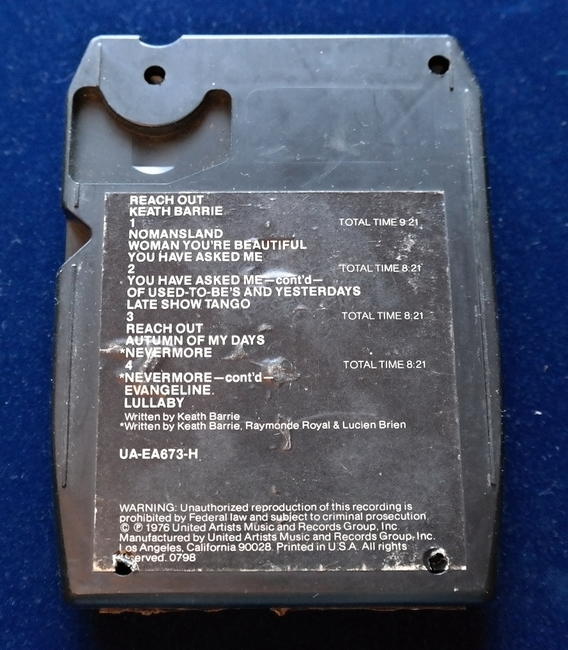 REACH OUT
KEATH BARRIE
1 TOTAL TIME 9:21
NOMANSLAND
WOMAN YOU'RE BEAUTIFUL
YOU HAVE ASKED ME
2 TOTAL TIME 8:21
YOU HAVE ASKED ME—cont'd—
OF USED-TO-BE'S AND YESTERDAYS
LATE SHOW TANGO
3 TOTAL TIME 8:21
REACH OUT
AUTUMN OF MY DAYS
*NEVERMORE
4 TOTAL TIME 8:21
*NEVERMORE—cont'd—
EVANGELINE
LULLABY
Written by Keath Barrie
*Written by Keath Barrie, Raymonde Royal & Lucien Brien
UA-EA673-H
WARNING: Unauthorized reproduction of this recording is
prohibited by Federal law and subject to criminal prosecution.
© ℗ 1976 United Artists Music and Records Group, Inc.
Manufactured by United Artists Music and Records Group, Inc.
Los Angeles, California 90028. Printed in U.S.A. All rights
served. 0798